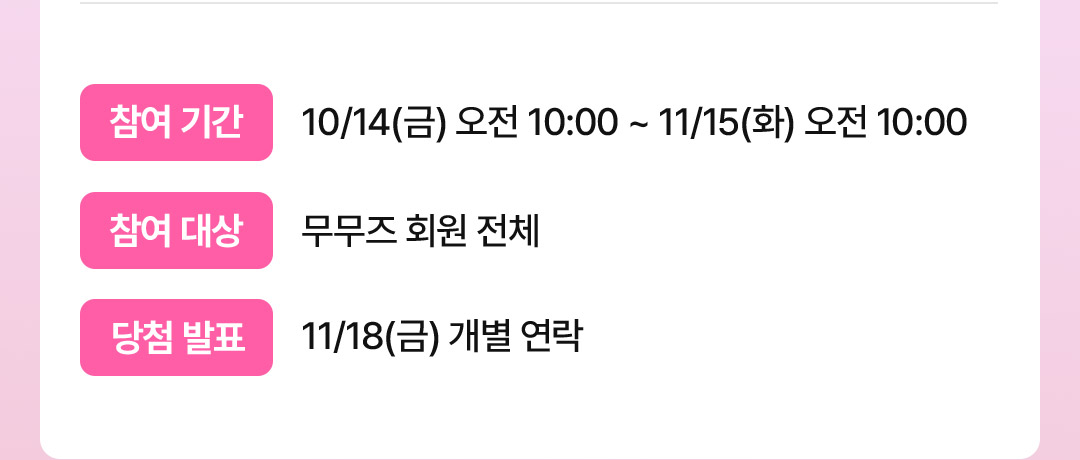 참여 기간 10/14(금) 오전 10:00 ~ 11/15(화) 오전 10:00
참여 대상 무무즈 회원 전체
당첨 발표 11/18(금) 개별 연락